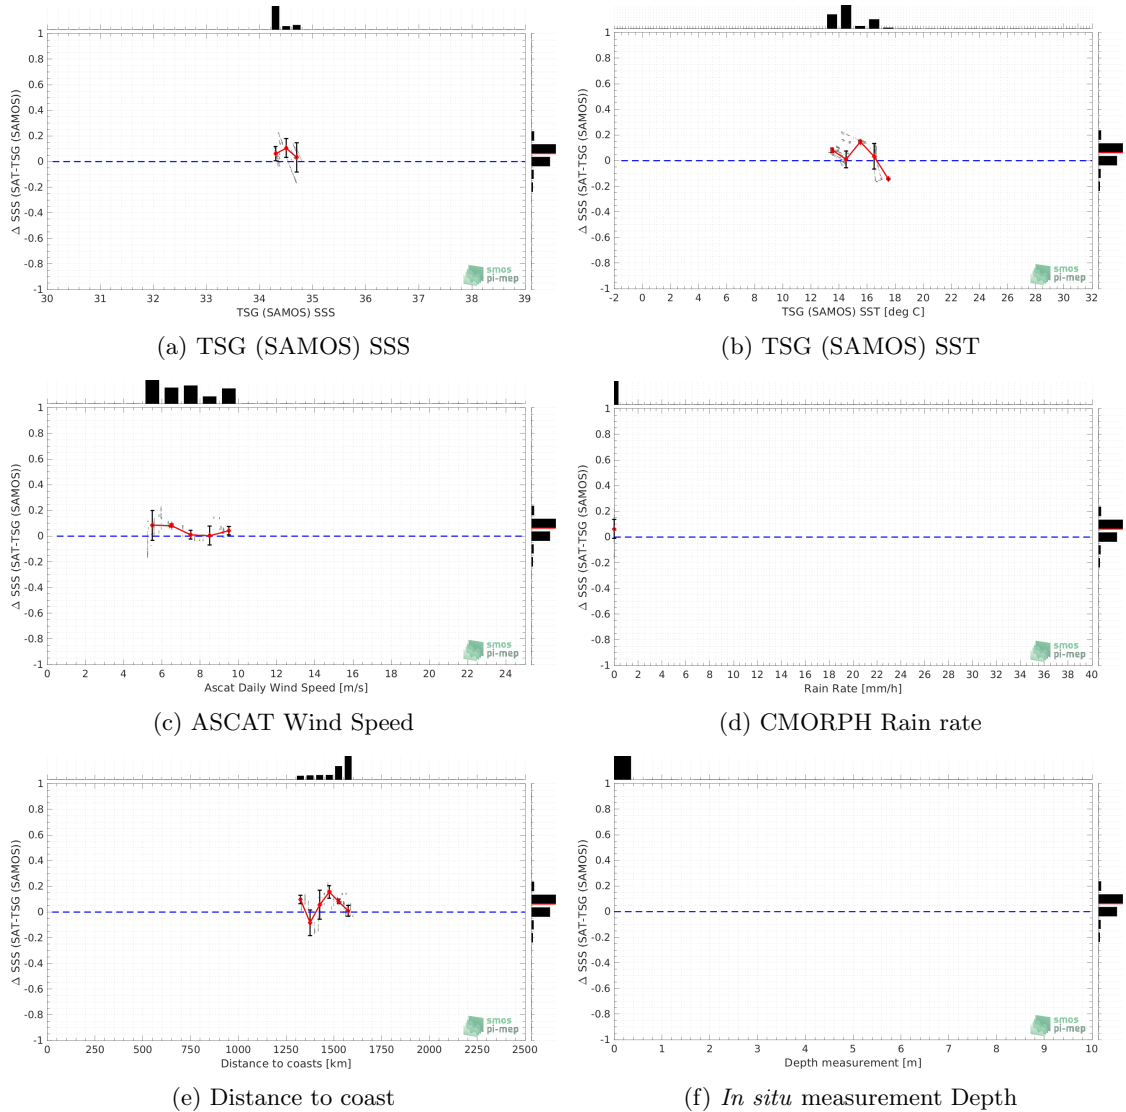 1
0.8
0.6
0.4
0.2
0
-0.2
-0.4
-0.6
-0.8
-1
Δ SSS (SAT-TSG (SAMOS))
smos
pi-mep
30 31 32 33 34 35 36 37 38 39
TSG (SAMOS) SSS
(a) TSG (SAMOS) SSS
1
0.8
0.6
0.4
0.2
0
-0.2
-0.4
-0.6
-0.8
-1
Δ SSS (SAT-TSG (SAMOS))
smos
pi-mep
-2 0 2 4 6 8 10 12 14 16 18 20 22 24 26 28 30 32
TSG (SAMOS) SST [deg C]
(b) TSG (SAMOS) SST
1
0.8
0.6
0.4
0.2
0
-0.2
-0.4
-0.6
-0.8
-1
Δ SSS (SAT-TSG (SAMOS))
smos
pi-mep
0 2 4 6 8 10 12 14 16 18 20 22 24
Ascat Daily Wind Speed [m/s]
(c) ASCAT Wind Speed
1
0.8
0.6
0.4
0.2
0
-0.2
-0.4
-0.6
-0.8
-1
Δ SSS (SAT-TSG (SAMOS))
smos
pi-mep
0 2 4 6 8 10 12 14 16 18 20 22 24 26 28 30 32 34 36 38 40
Rain Rate [mm/h]
(d) CMORPH Rain rate
1
0.8
0.6
0.4
0.2
0
-0.2
-0.4
-0.6
-0.8
-1
Δ SSS (SAT-TSG (SAMOS))
smos
pi-mep
0 250 500 750 1000 1250 1500 1750 2000 2250 2500
Distance to coasts [km]
(e) Distance to coast
1
0.8
0.6
0.4
0.2
0
-0.2
-0.4
-0.6
-0.8
-1
Δ SSS (SAT-TSG (SAMOS))
smos
pi-mep
0 1 2 3 4 5 6 7 8 9 10
Depth measurement [m]
(f) In situ measurement Depth